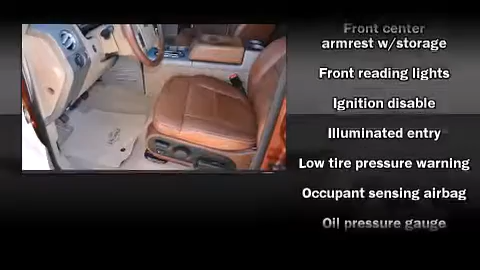 Front center
armrest w/storage
Front reading lights
Ignition disable
Illuminated entry
Low tire pressure warning
Occupant sensing airbag
Oil pressure gauge